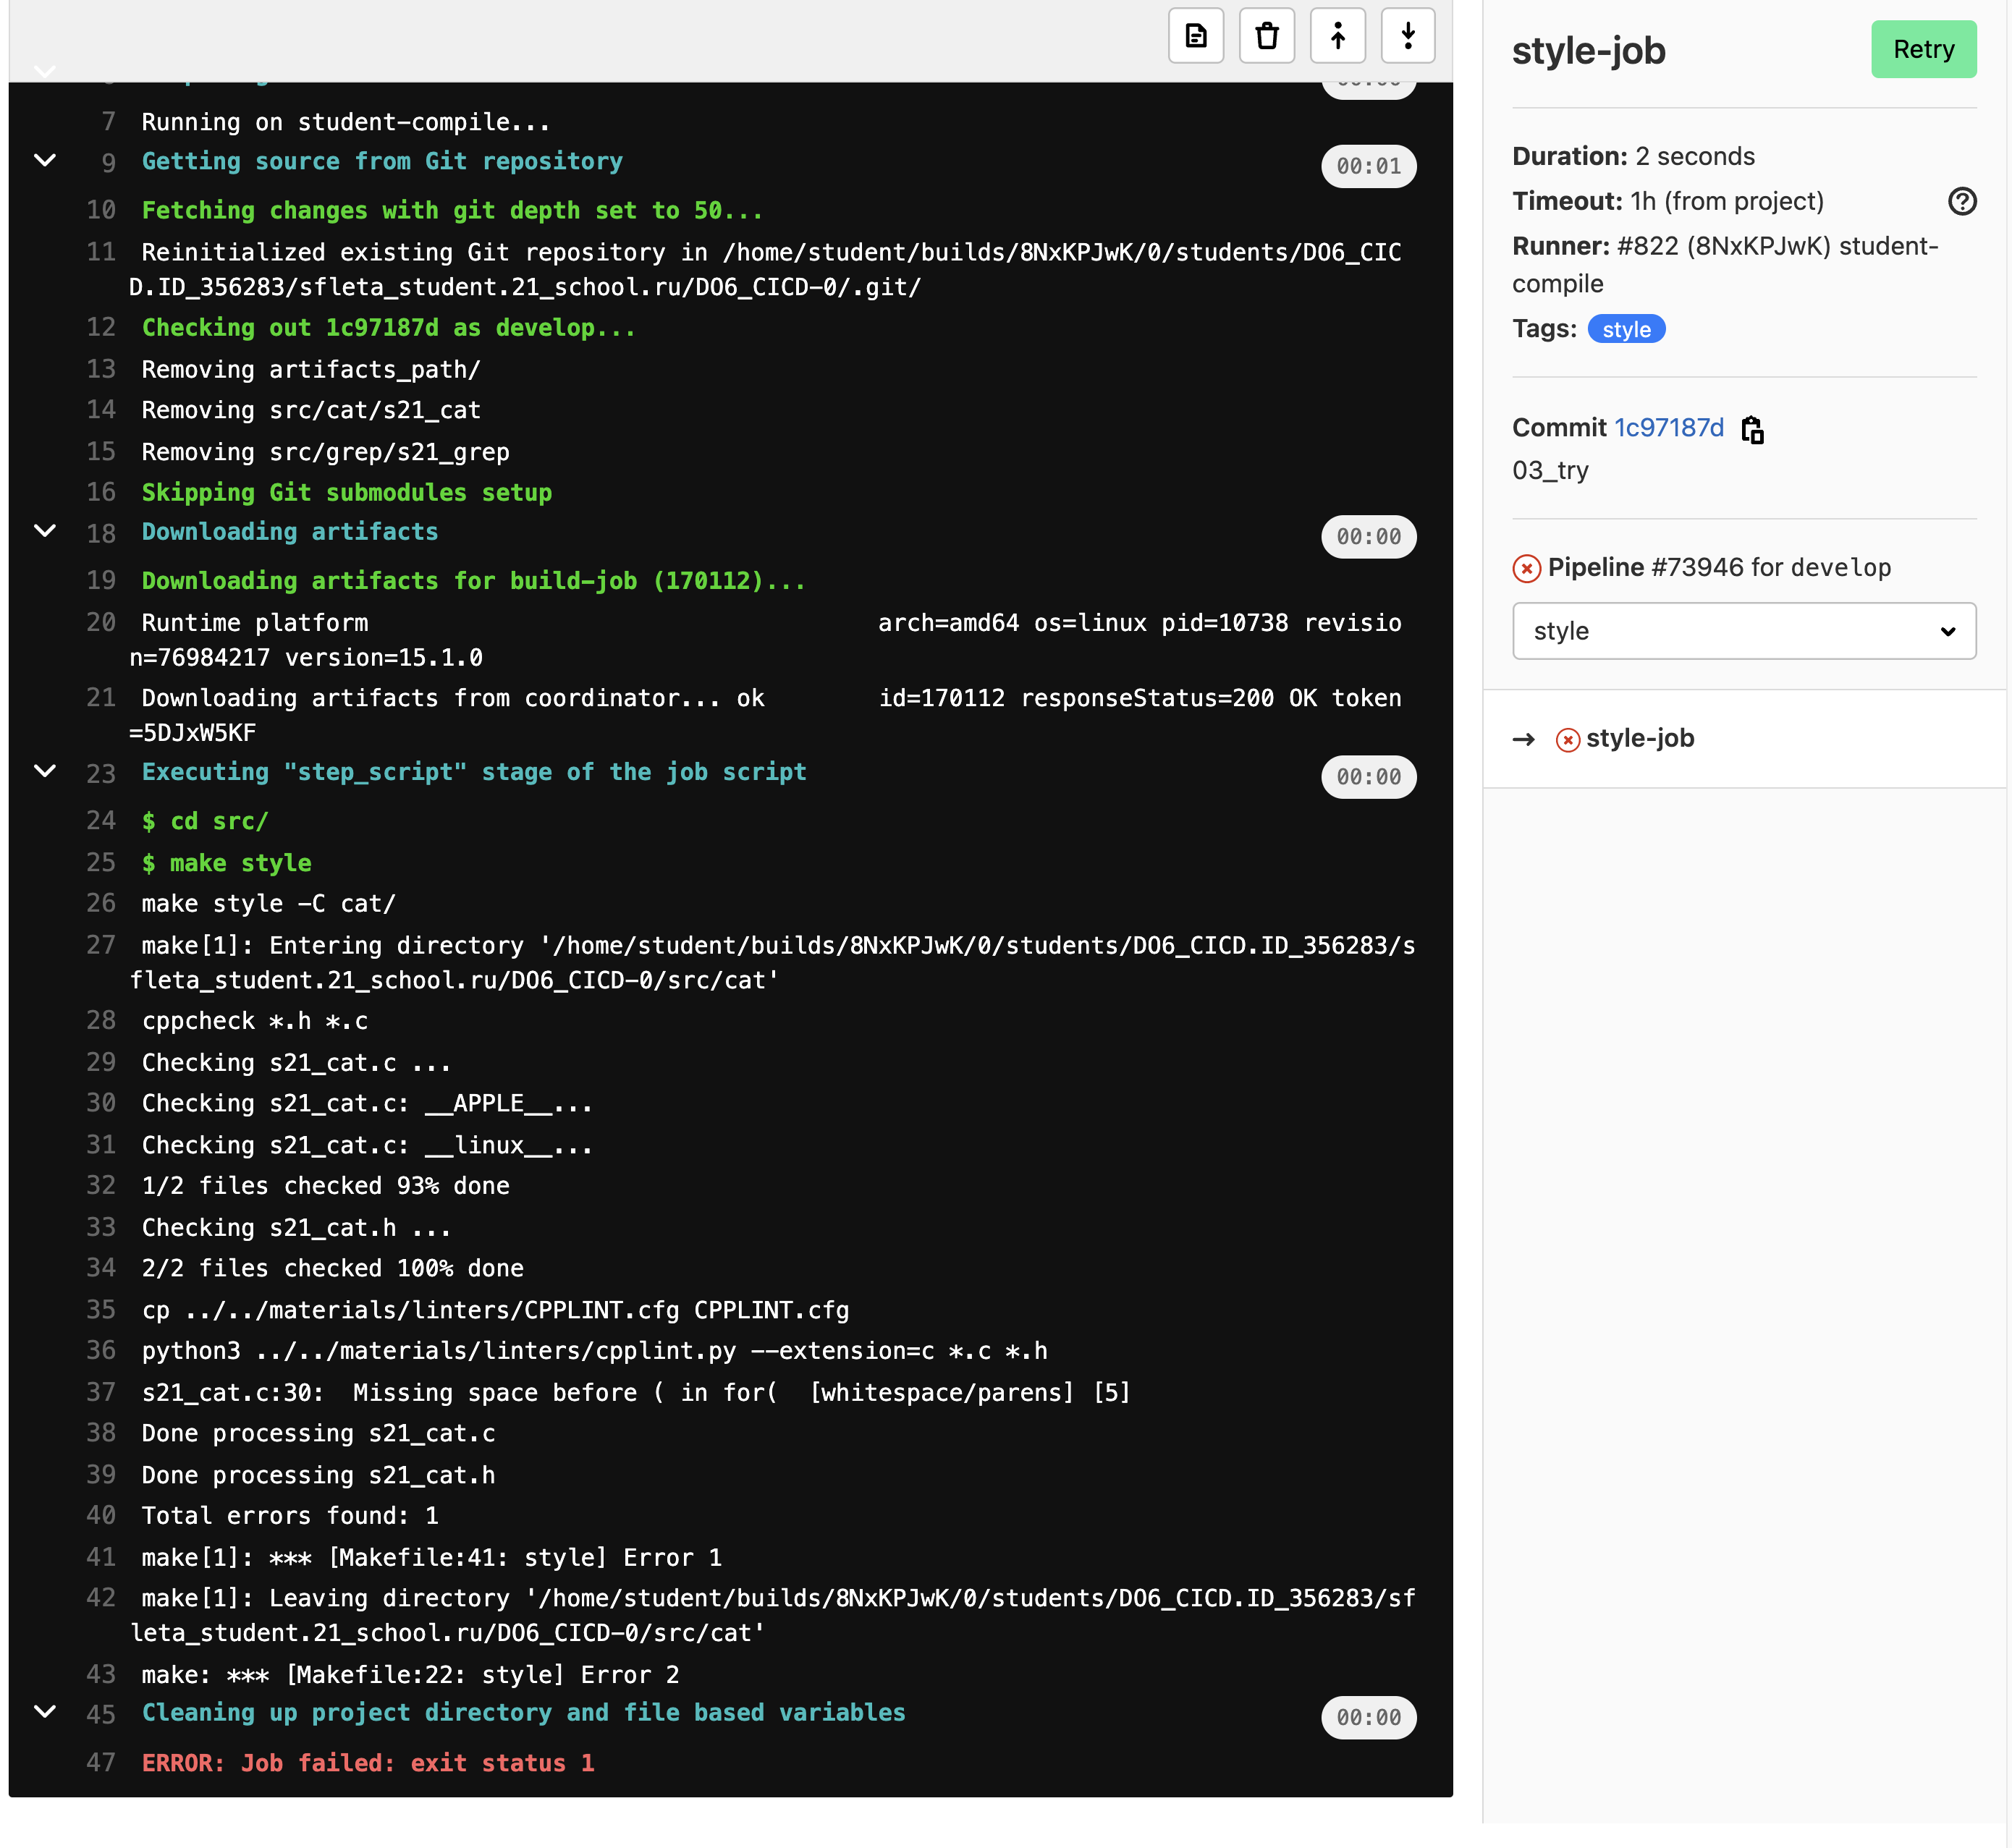 7 Running on student-compile...
9 Getting source from Git repository 00:01
10 Fetching changes with git depth set to 50...
11 Reinitialized existing Git repository in /home/student/builds/8NxKPJwK/0/students/DO6_CIC
D.ID_356283/sfleta_student.21_school.ru/DO6_CICD-0/.git/
12 Checking out 1c97187d as develop...
13 Removing artifacts_path/
14 Removing src/cat/s21_cat
15 Removing src/grep/s21_grep
16 Skipping Git submodules setup
18 Downloading artifacts 00:00
19 Downloading artifacts for build-job (170112)...
20 Runtime platform arch=amd64 os=linux pid=10738 revisio
n=76984217 version=15.1.0
21 Downloading artifacts from coordinator... ok id=170112 responseStatus=200 OK token
=5DJxW5KF
23 Executing "step_script" stage of the job script 00:00
24 $ cd src/
25 $ make style
26 make style -C cat/
27 make[1]: Entering directory '/home/student/builds/8NxKPJwK/0/students/DO6_CICD.ID_356283/s
fleta_student.21_school.ru/DO6_CICD-0/src/cat'
28 cppcheck *.h *.c
29 Checking s21_cat.c ...
30 Checking s21_cat.c: __APPLE__...
31 Checking s21_cat.c: __linux__...
32 1/2 files checked 93% done
33 Checking s21_cat.h ...
34 2/2 files checked 100% done
35 cp ../../materials/linters/CPPLINT.cfg CPPLINT.cfg
36 python3 ../../materials/linters/cpplint.py --extension=c *.c *.h
37 s21_cat.c:30:  Missing space before ( in for(  [whitespace/parens] [5]
38 Done processing s21_cat.c
39 Done processing s21_cat.h
40 Total errors found: 1
41 make[1]: *** [Makefile:41: style] Error 1
42 make[1]: Leaving directory '/home/student/builds/8NxKPJwK/0/students/DO6_CICD.ID_356283/sf
leta_student.21_school.ru/DO6_CICD-0/src/cat'
43 make: *** [Makefile:22: style] Error 2
45 Cleaning up project directory and file based variables 00:00
47 ERROR: Job failed: exit status 1
style-job
Retry
Duration: 2 seconds
Timeout: 1h (from project)
Runner: #822 (8NxKPJwK) student-
compile
Tags: style
Commit 1c97187d
03_try
Pipeline #73946 for develop
style
→ style-job